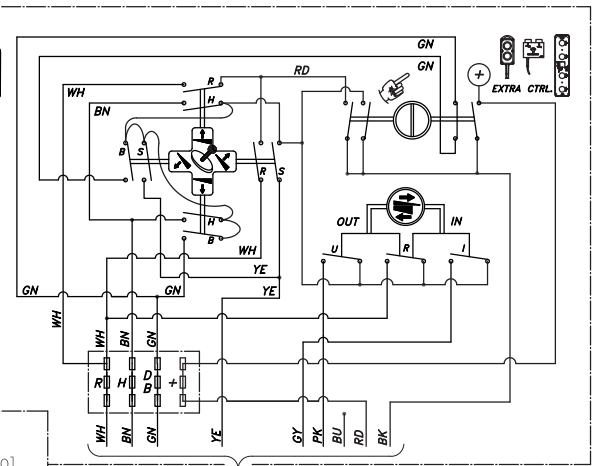 GN
GN
RD
+
EXTRA CTRL.
WH
R
BN
H
B
S
R
S
H
B
WH
YE
GN
GN
YE
OUT
IN
U
R
I
WH
WH
BN
GN
R
H
D
B
+
WH
BN
GN
YE
GY
PK
BU
RD
BK